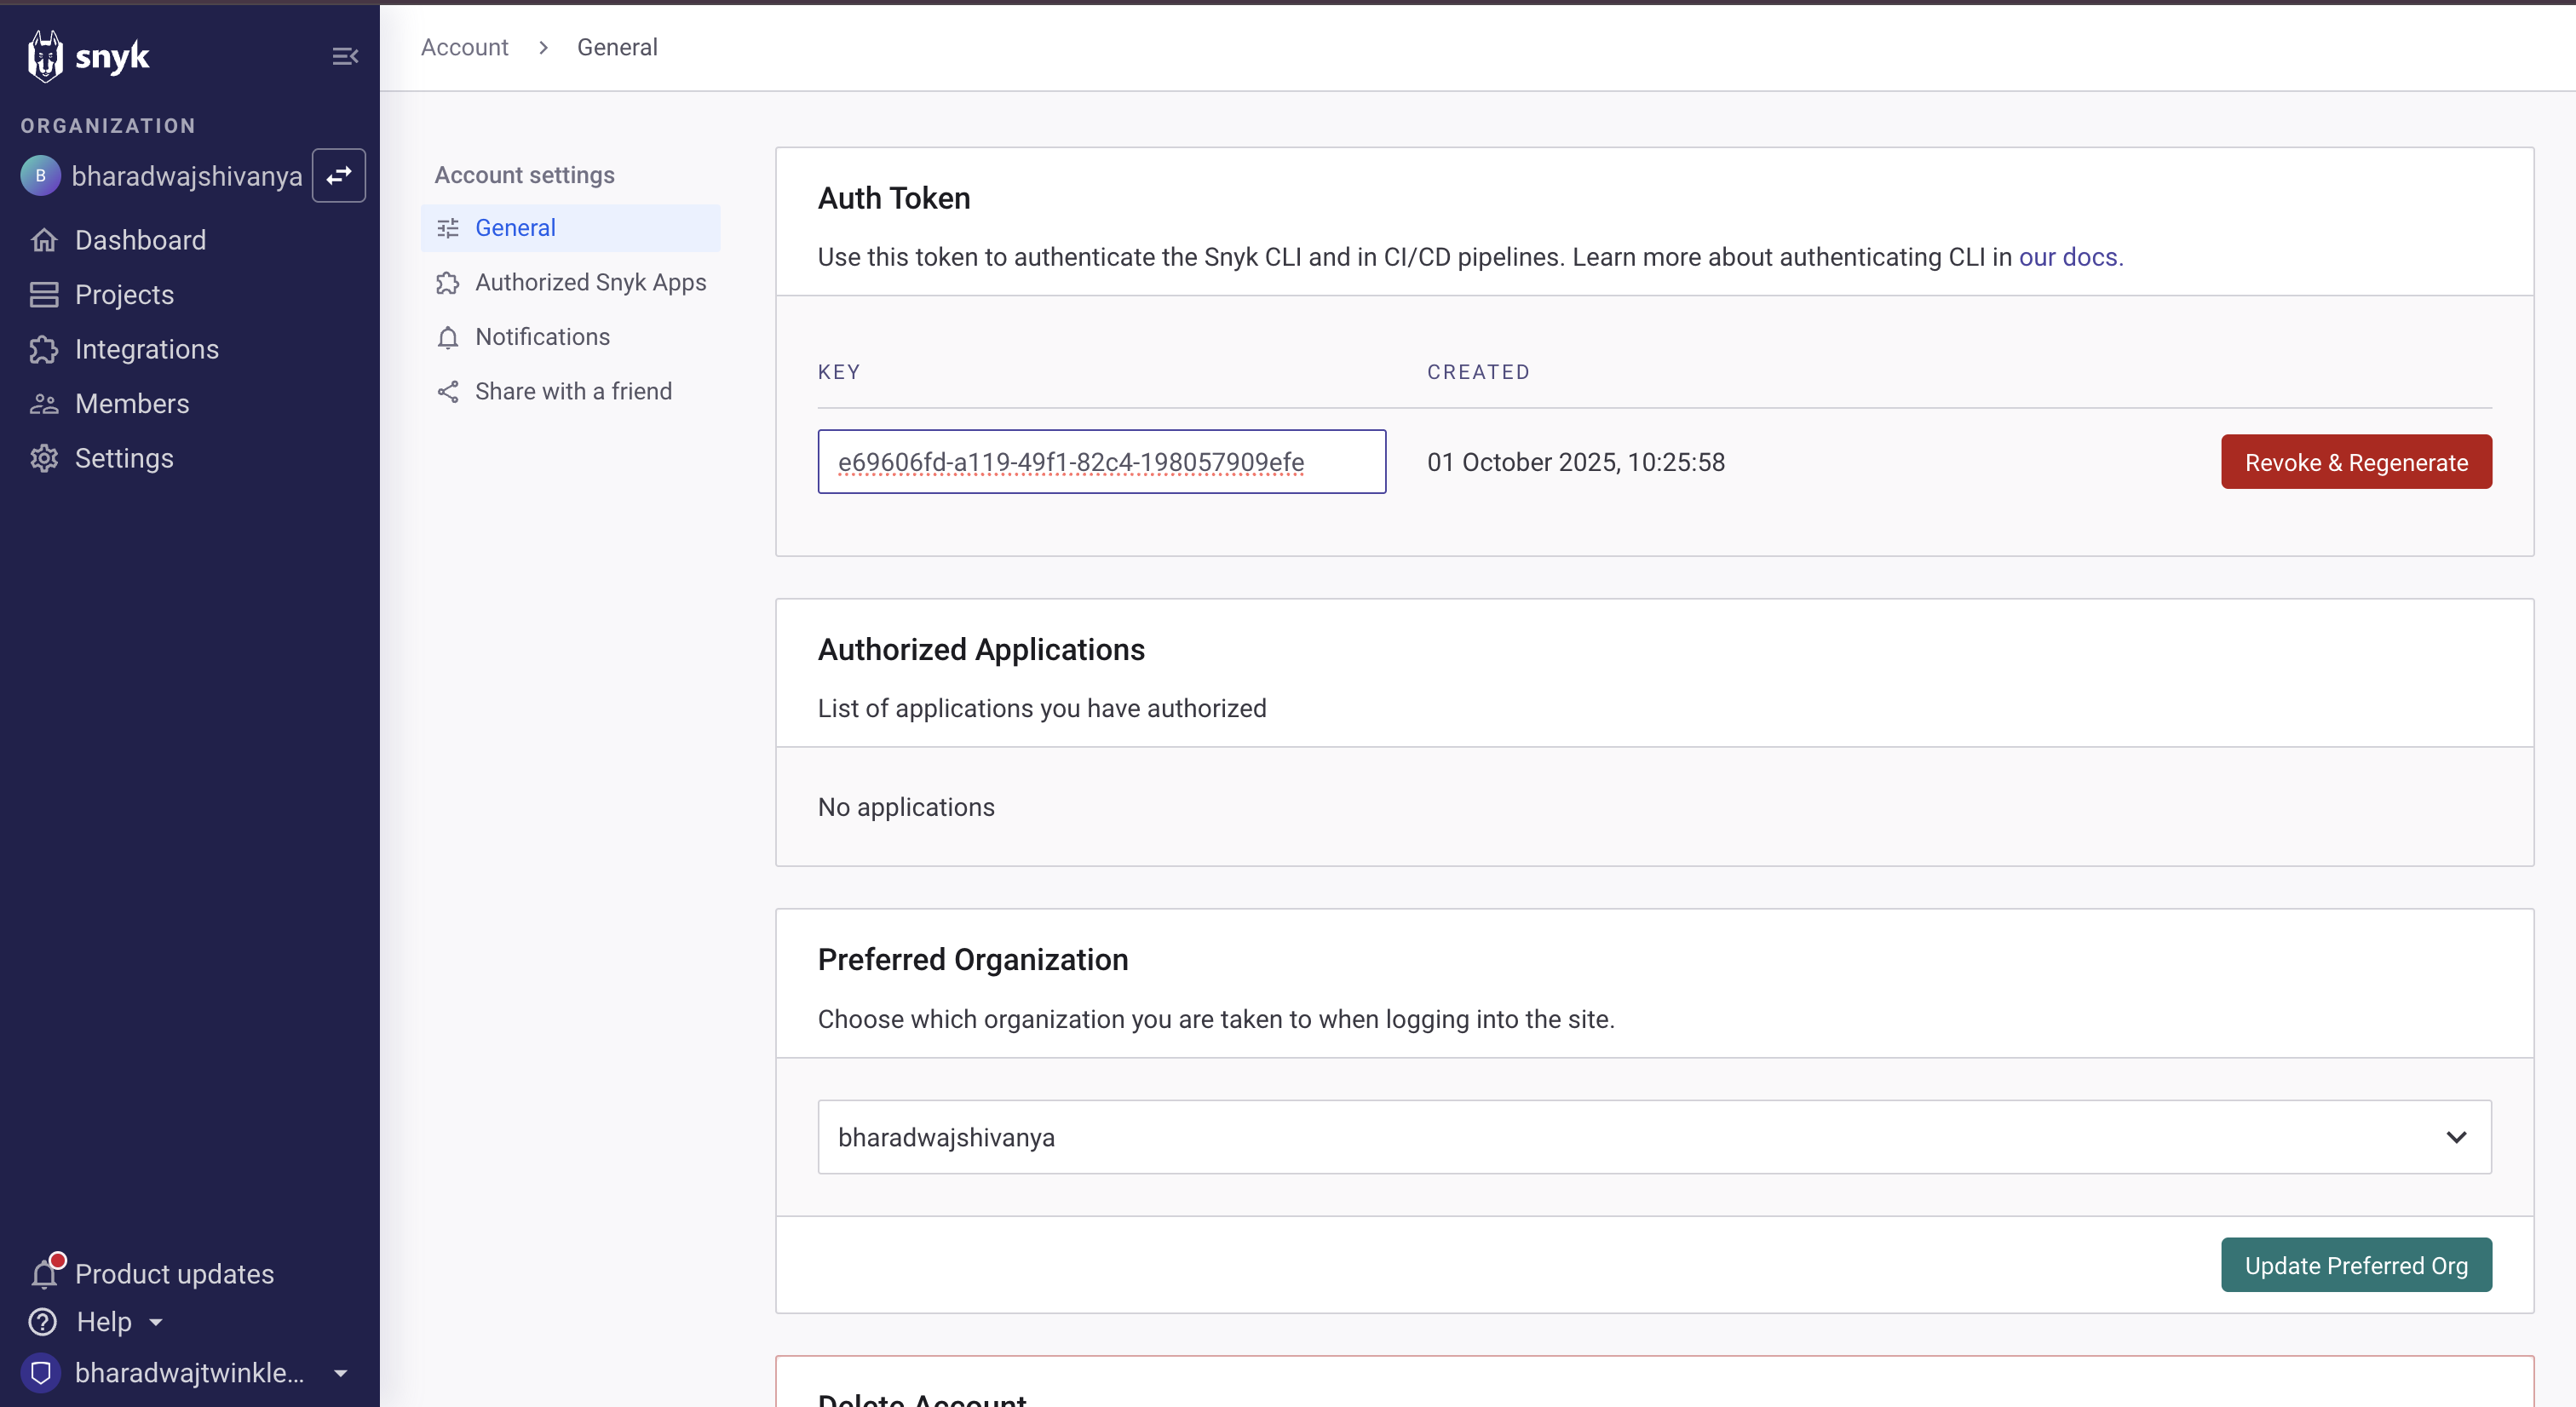 snyk
ORGANIZATION
B bharadwajshivanya
Dashboard
Projects
Integrations
Members
Settings
Product updates
Help
bharadwajtwinkle...
Account > General
Account settings
General
Authorized Snyk Apps
Notifications
Share with a friend
Auth Token
Use this token to authenticate the Snyk CLI and in CI/CD pipelines. Learn more about authenticating CLI in our docs.
KEY CREATED
e69606fd-a119-49f1-82c4-198057909efe 01 October 2025, 10:25:58 Revoke & Regenerate
Authorized Applications
List of applications you have authorized
No applications
Preferred Organization
Choose which organization you are taken to when logging into the site.
bharadwajshivanya
Update Preferred Org
Delete Account